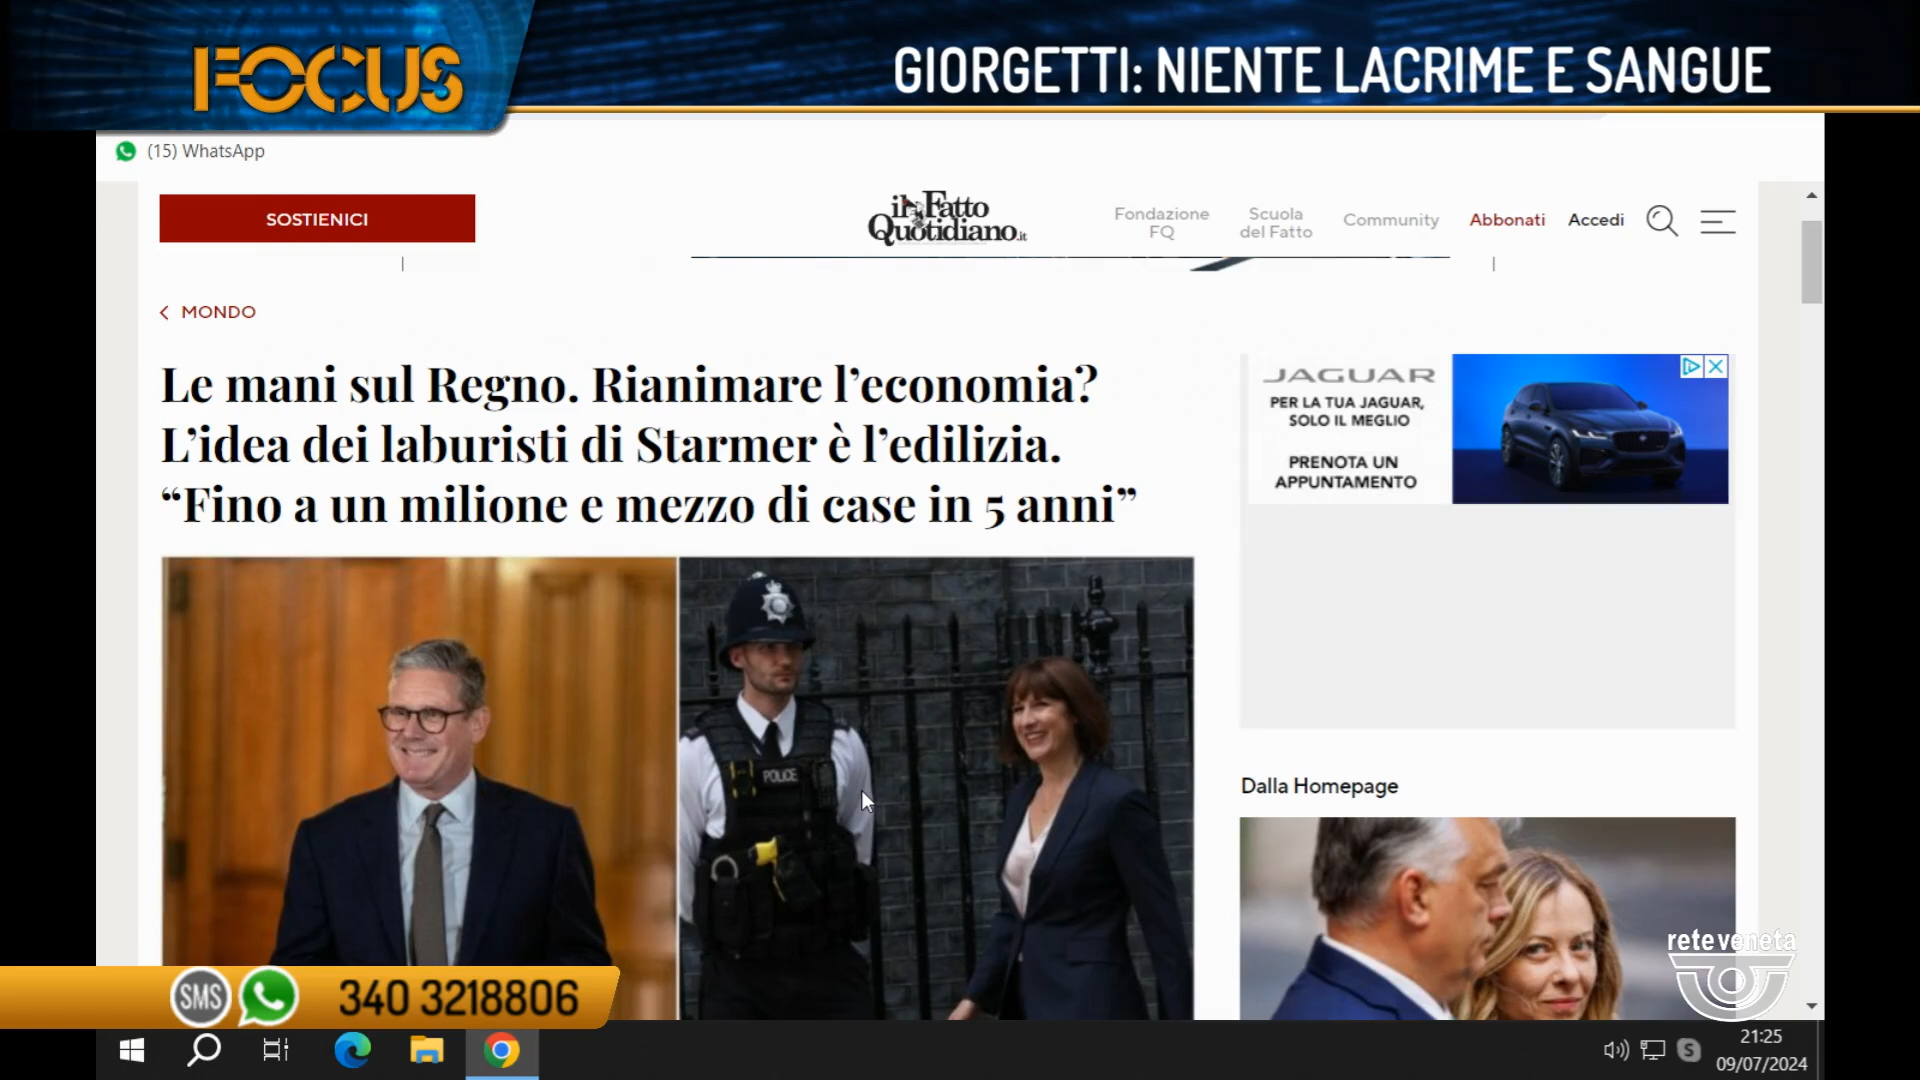 FOCUS
GIORGETTI: NIENTE LACRIME E SANGUE
(15) WhatsApp
SOSTIENICI
il Fatto
Quotidiano.it
Fondazione
FQ
Scuola
del Fatto
Community
Abbonati
Accedi
MONDO
Le mani sul Regno. Rianimare l’economia?
L’idea dei laburisti di Starmer è l’edilizia.
“Fino a un milione e mezzo di case in 5 anni”
JAGUAR
PER LA TUA JAGUAR,
SOLO IL MEGLIO
PRENOTA UN
APPUNTAMENTO
POLICE
Dalla Homepage
reteveneta
SMS
340 3218806
21:25
09/07/2024